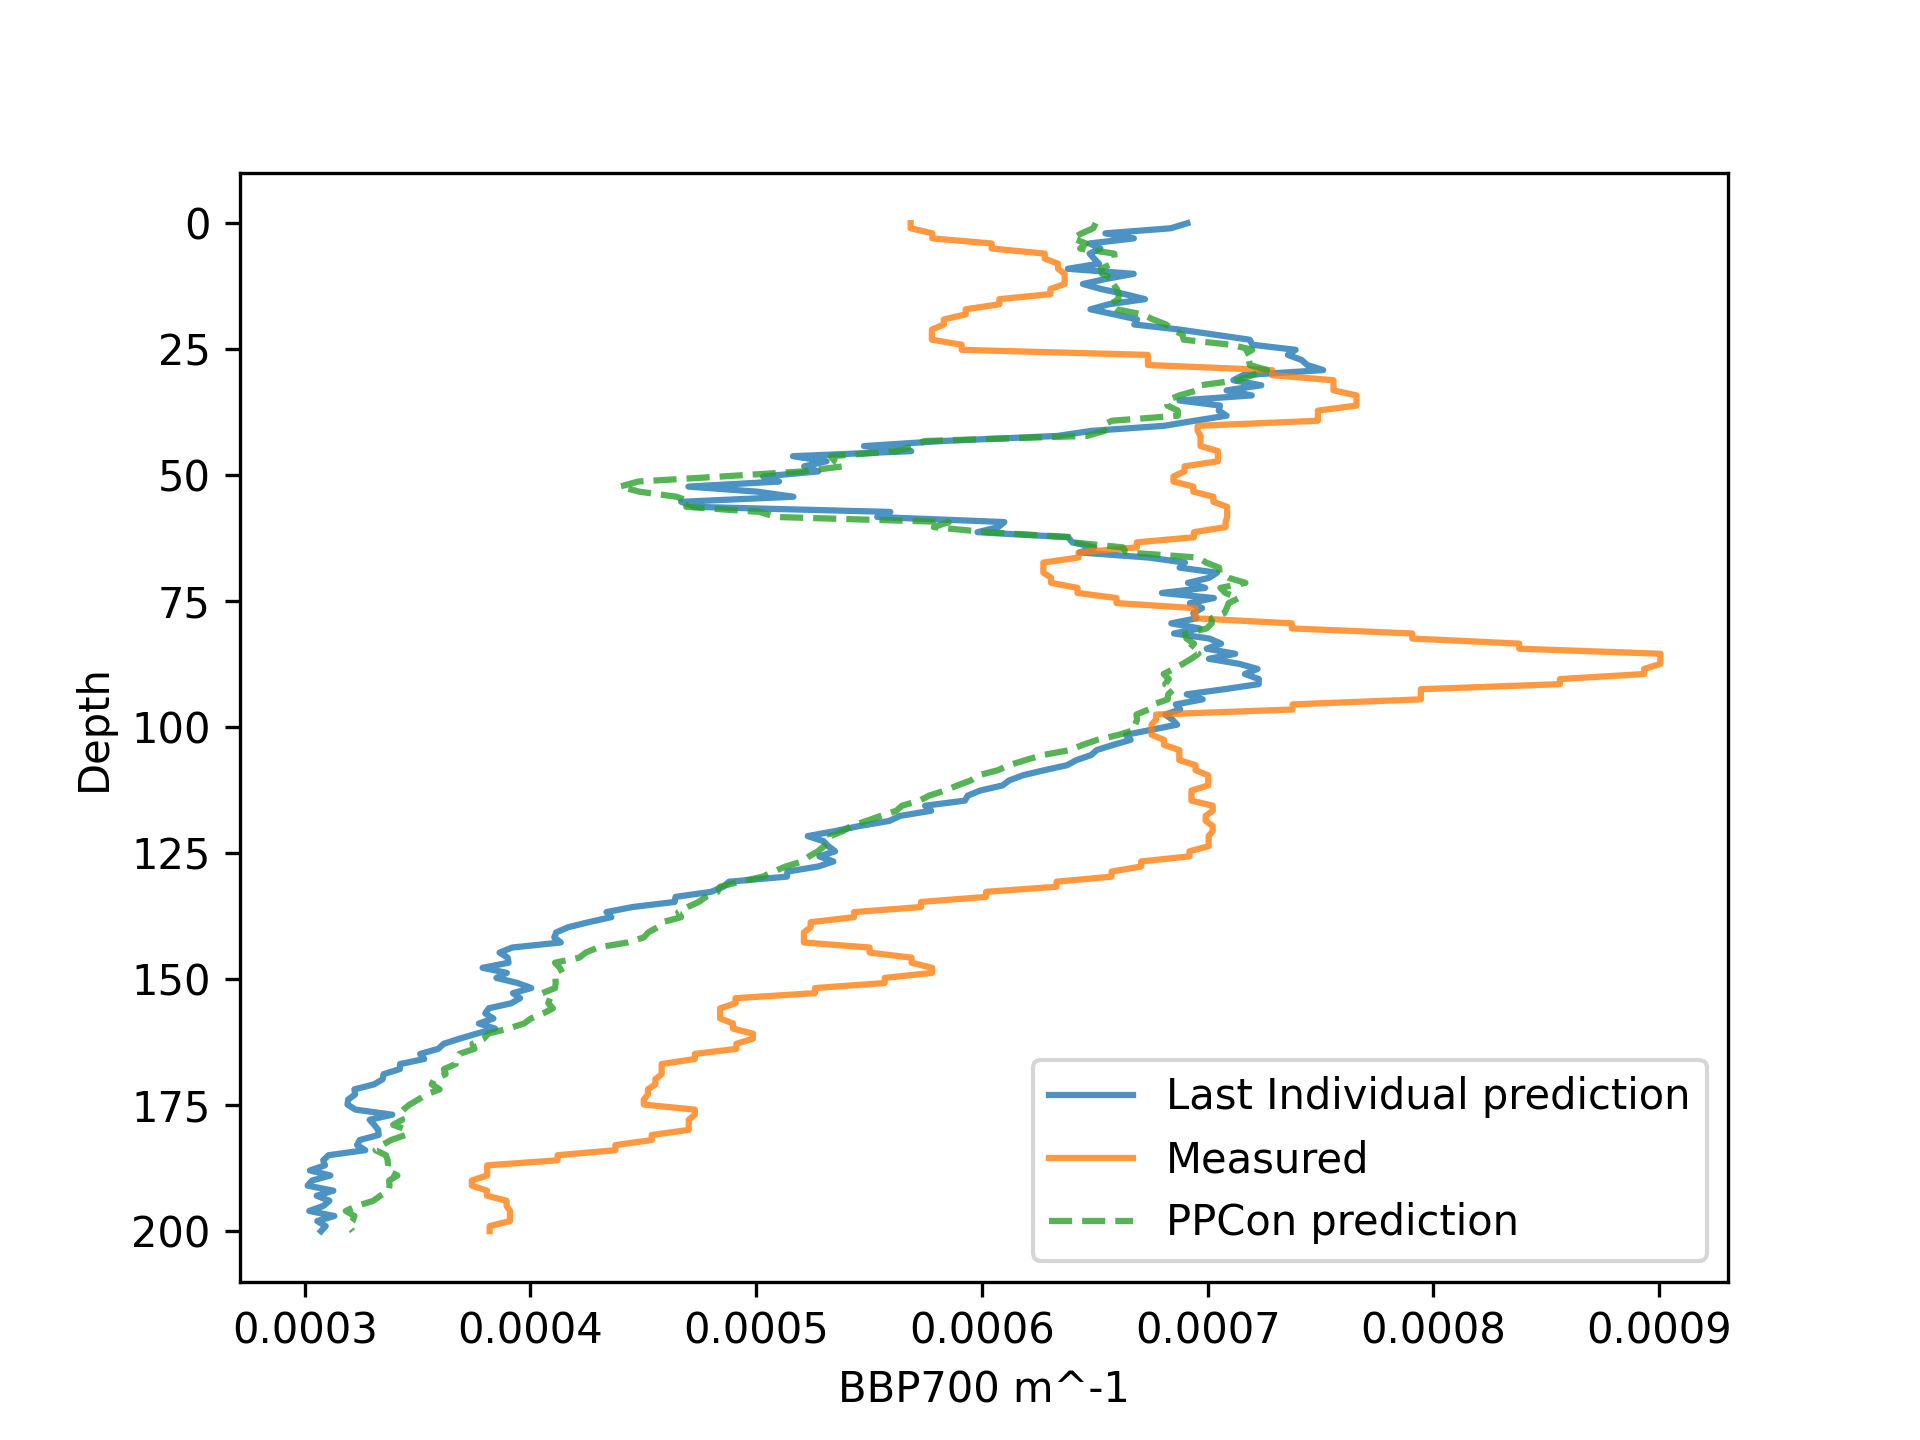 0
25
50
75
100
125
150
175
200
Depth
0.0003 0.0004 0.0005 0.0006 0.0007 0.0008 0.0009
BBP700 m^-1
Last Individual prediction
Measured
PPCon prediction